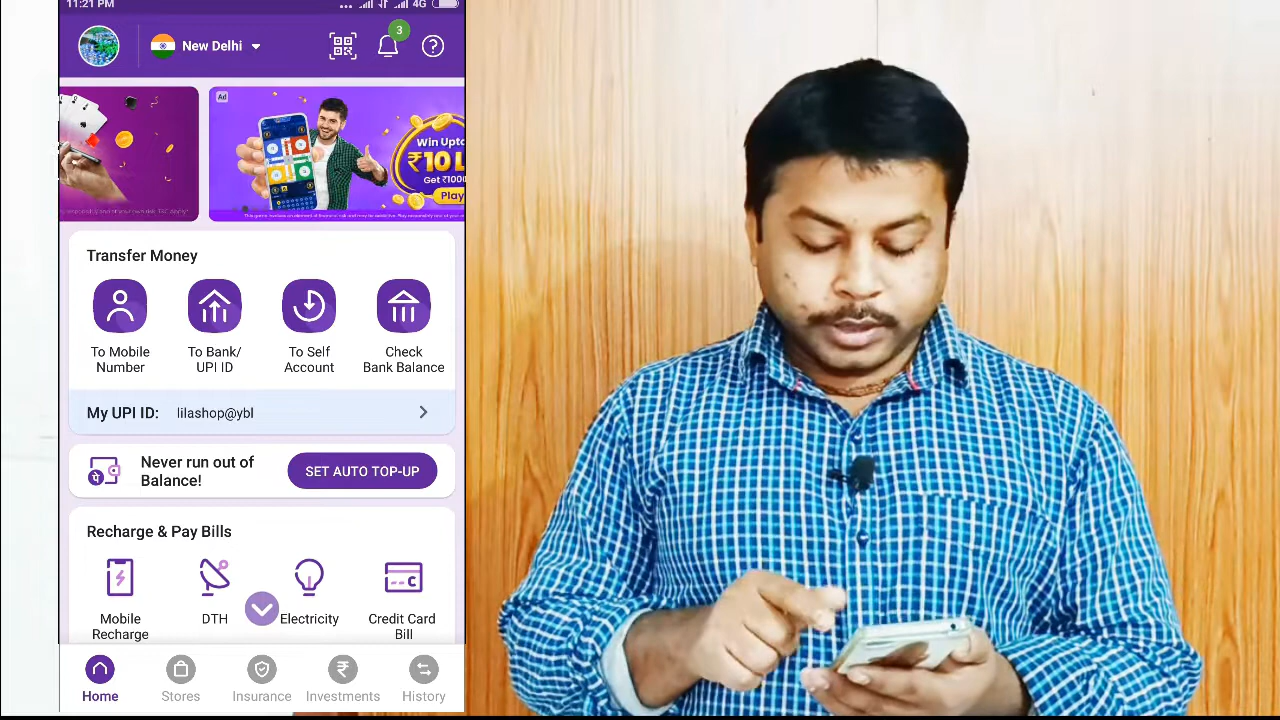 11:21 PM
4G
3
New Delhi
Ad
Win Upto
₹10 L
Get ₹1000
Play
Transfer Money
To Mobile
Number
To Bank/
UPI ID
To Self
Account
Check
Bank Balance
My UPI ID: lilashop@ybl
Never run out of
Balance!
SET AUTO TOP-UP
Recharge & Pay Bills
Mobile
Recharge
DTH
Electricity
Credit Card
Bill
Home
Stores
Insurance
Investments
History